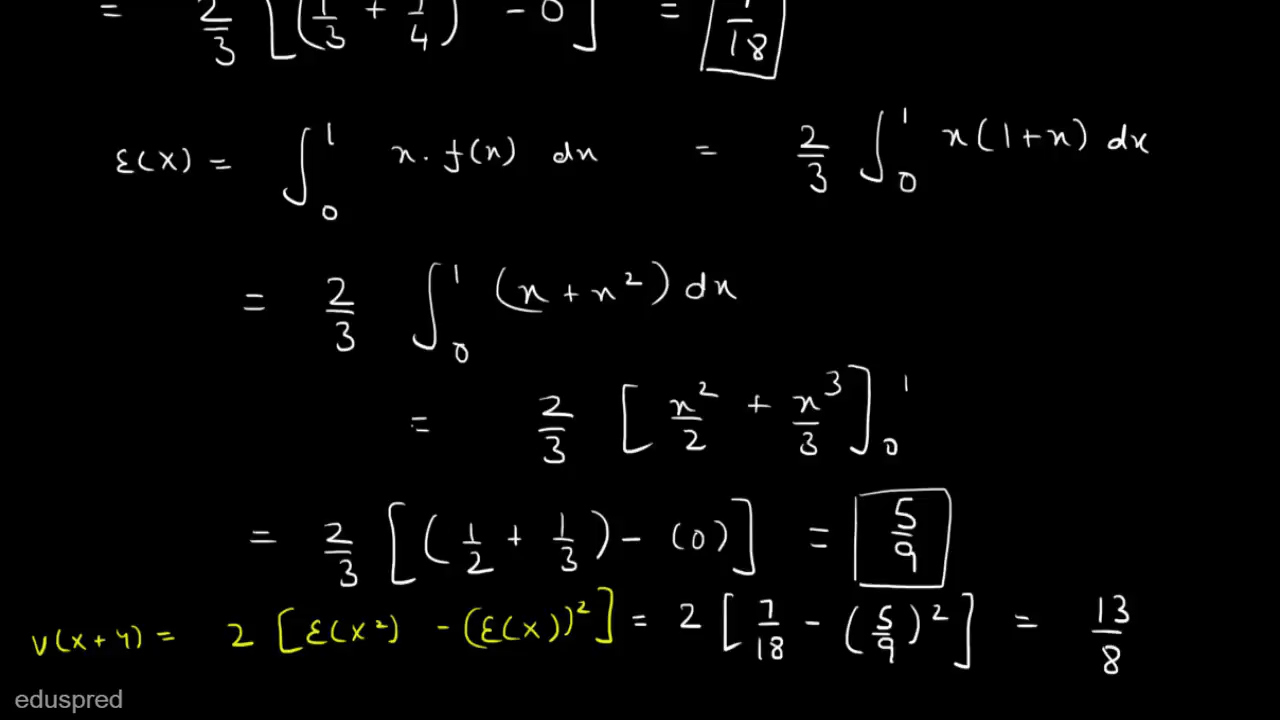 = 2/3 [(1/3 + 1/4) - 0] = 7/18
E(X) = ∫₀¹ x · f(x) dx = 2/3 ∫₀¹ x(1+x) dx
= 2/3 ∫₀¹ (x + x²) dx
= 2/3 [x²/2 + x³/3]₀¹
= 2/3 [(1/2 + 1/3) - (0)] = 5/9
V(X+Y) = 2 [E(X²) - (E(X))²] = 2 [7/18 - (5/9)²] = 13/8
eduspred